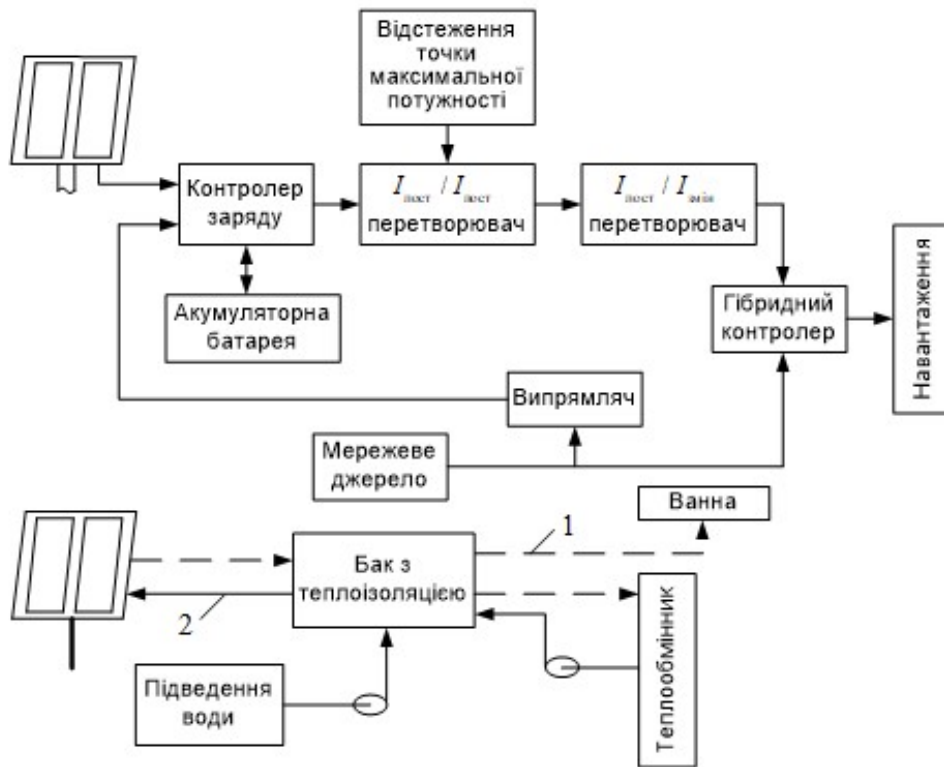 Відстеження
точки
максимальної
потужності
Контролер
заряду
I пост / I пост
перетворювач
I пост / I змін
перетворювач
Акумуляторна
батарея
Гібридний
контролер
Навантаження
Випрямляч
Мережеве
джерело
Ванна
1
Бак з
теплоізоляцією
2
Теплообмінник
Підведення
води